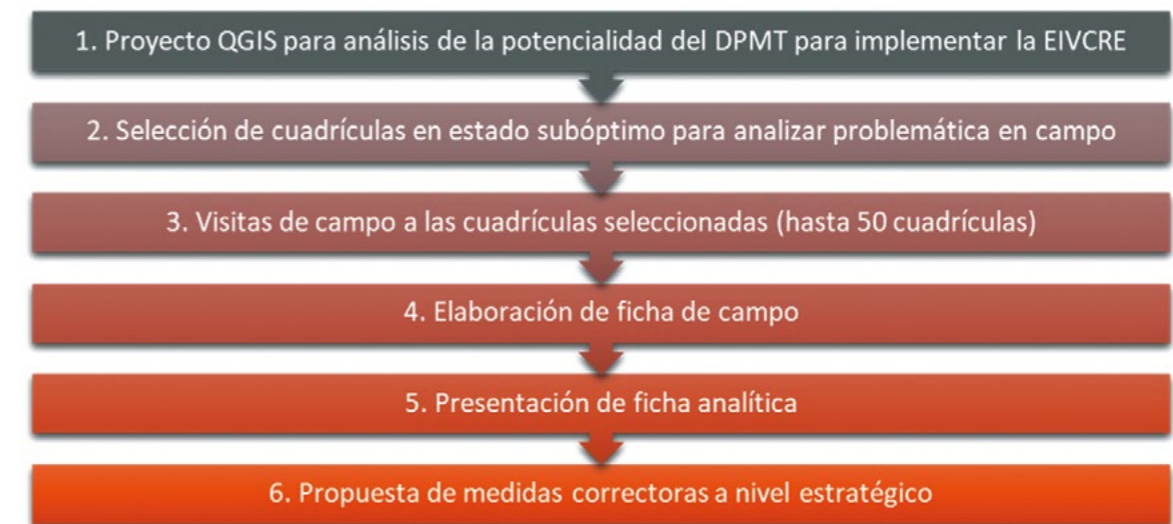 1. Proyecto QGIS para análisis de la potencialidad del DPMT para implementar la EIVCRE
2. Selección de cuadrículas en estado subóptimo para analizar problemática en campo
3. Visitas de campo a las cuadrículas seleccionadas (hasta 50 cuadrículas)
4. Elaboración de ficha de campo
5. Presentación de ficha analítica
6. Propuesta de medidas correctoras a nivel estratégico